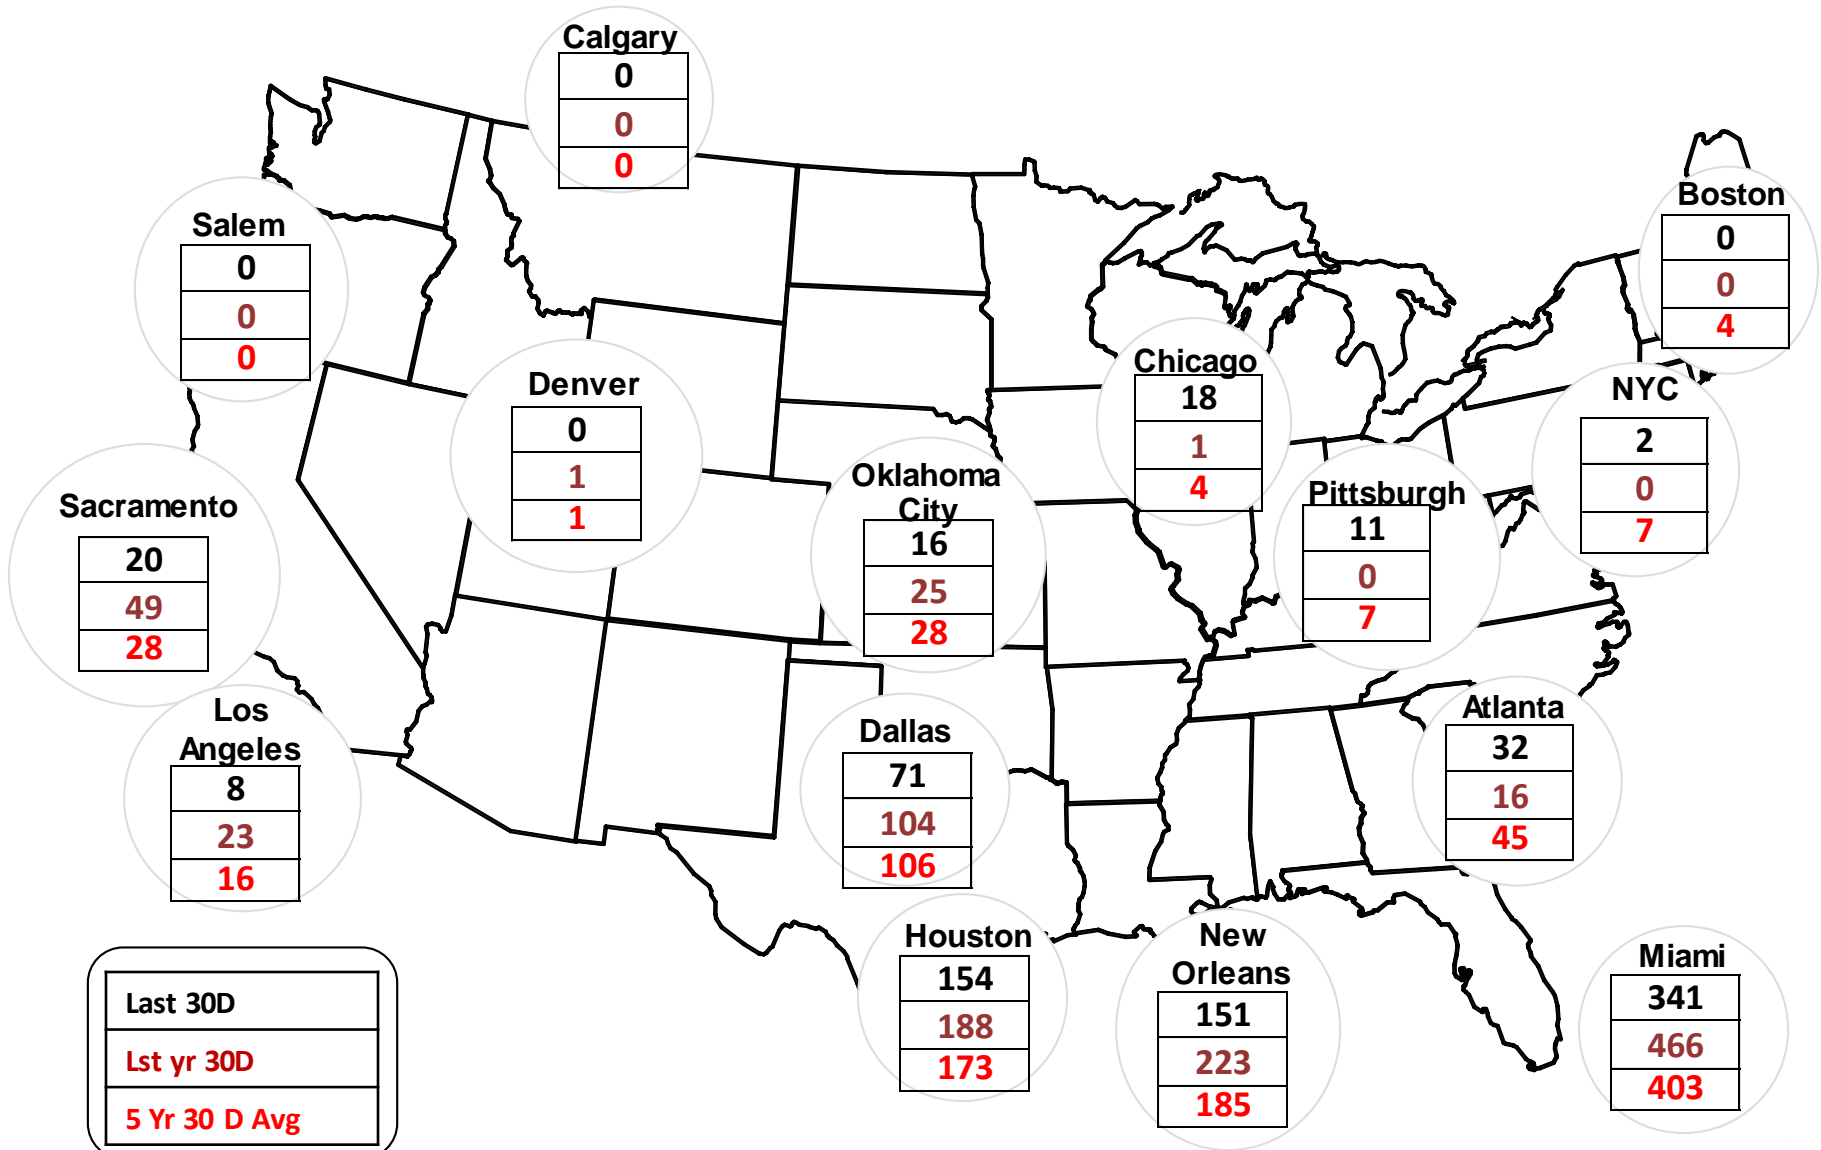 Calgary
0
0
0
Salem
0
0
0
Boston
0
0
4
Denver
0
1
1
Chicago
18
1
4
NYC
2
0
7
Sacramento
20
49
28
Oklahoma
City
16
25
28
Pittsburgh
11
0
7
Los
Angeles
8
23
16
Dallas
71
104
106
Atlanta
32
16
45
Houston
154
188
173
New
Orleans
151
223
185
Miami
341
466
403
Last 30D
Lst yr 30D
5 Yr 30 D Avg